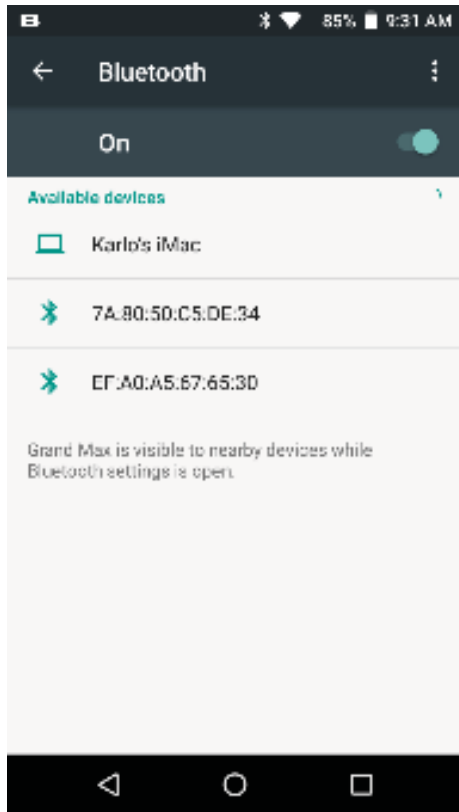 85% 9:31 AM
Bluetooth
On
Available devices
Karlo's iMac
7A:80:50:C5:DE:34
EF:A0:A5:67:65:3D
Grand Max is visible to nearby devices while
Bluetooth settings is open.